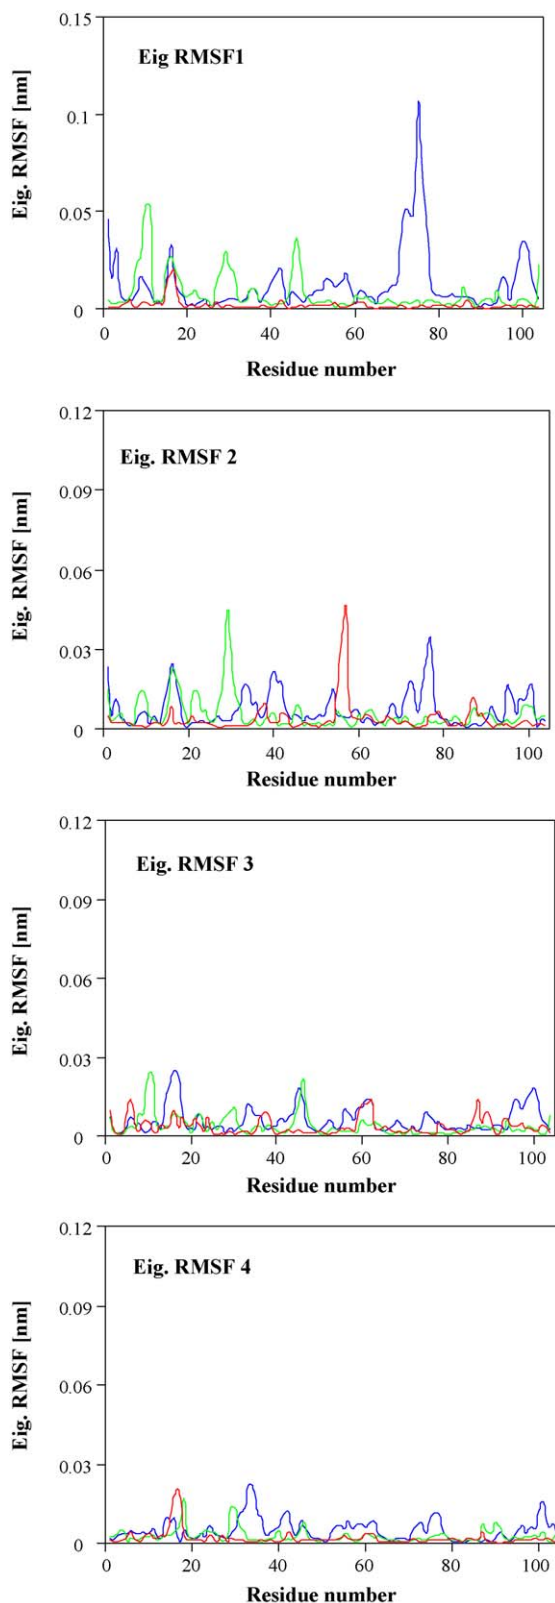 0.15
Eig RMSF1
0.1
Eig. RMSF [nm]
0.05
0
0 20 40 60 80 100
Residue number
0.12
Eig. RMSF 2
0.09
Eig. RMSF [nm]
0.06
0.03
0
0 20 40 60 80 100
Residue number
0.12
Eig. RMSF 3
0.09
Eig. RMSF [nm]
0.06
0.03
0
0 20 40 60 80 100
Residue number
0.12
Eig. RMSF 4
0.09
Eig. RMSF [nm]
0.06
0.03
0
0 20 40 60 80 100
Residue number